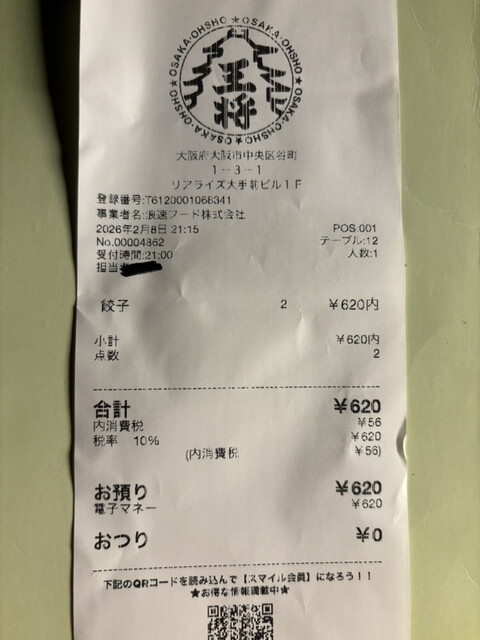 OSAKA-OHSHO ★ OSAKA-OHSHO ★ OSAKA-OHSHO ★ OSAKA-OHSHO ★
王将
大阪府大阪市中央区谷町
1-3-1
リアライズ大手前ビル1F
登録番号:T6120001068341
事業者名:浪速フード株式会社
2026年2月8日 21:15 POS:001
No.00004862 テーブル:12
受付時間:21:00 人数:1
担当
餃子 2 ¥620内
小計 ¥620内
点数 2
合計 ¥620
内消費税 ¥56
税率 10% ¥620
(内消費税 ¥56)
お預り ¥620
電子マネー ¥620
おつり ¥0
下記のQRコードを読み込んで【スマイル会員】になろう!!
★お得な情報満載中★